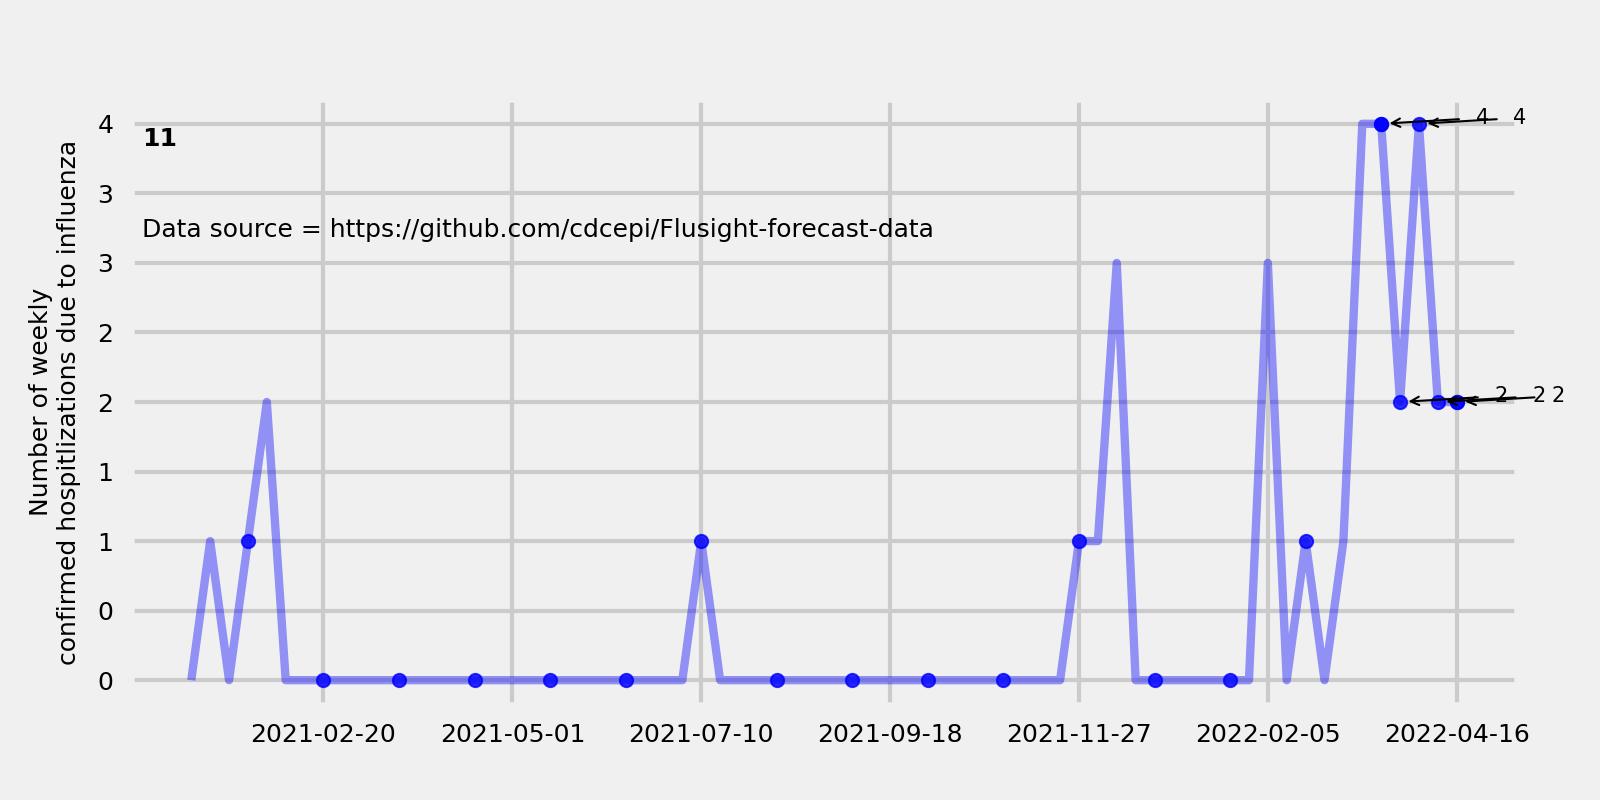 4
3
3
2
2
1
1
0
0
Number of weekly
confirmed hospitlizations due to influenza
11
Data source = https://github.com/cdcepi/Flusight-forecast-data
4 4
2 2 2
2021-02-20 2021-05-01 2021-07-10 2021-09-18 2021-11-27 2022-02-05 2022-04-16